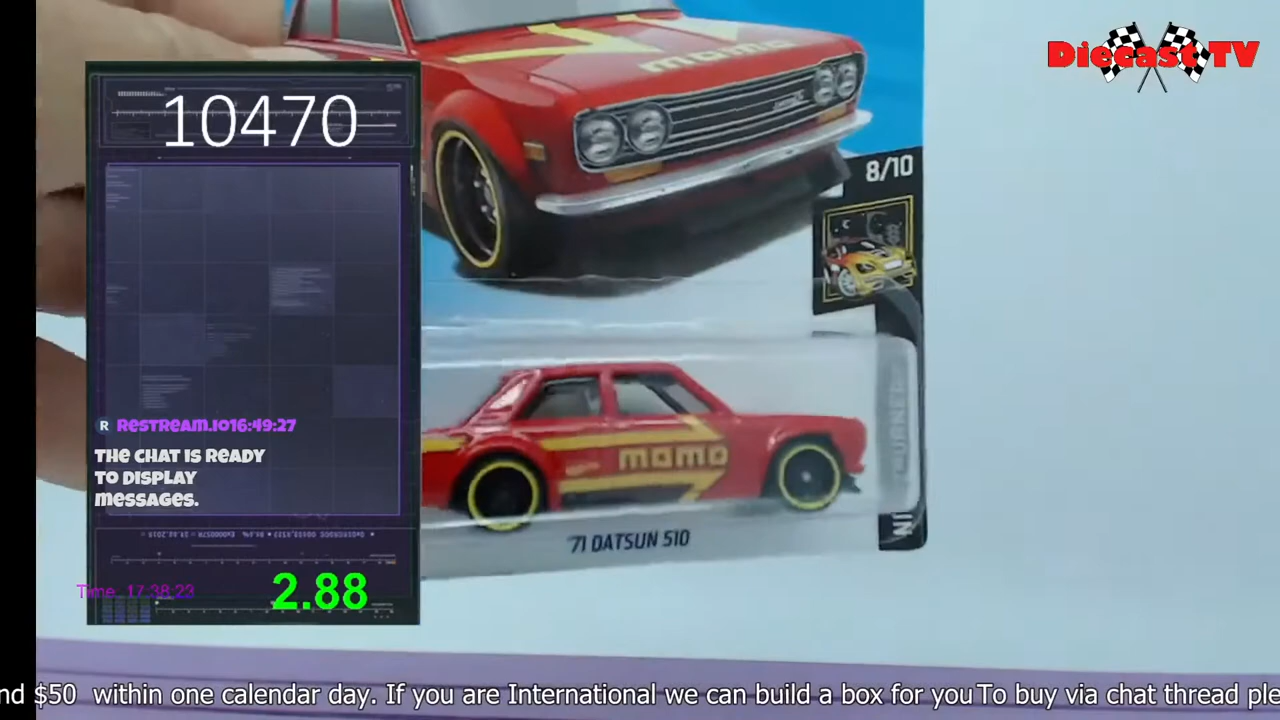 Diecast TV
10470
momo
8/10
RESTREAM.IO16:49:27
THE CHAT IS READY
TO DISPLAY
MESSAGES.
momo
'71 DATSUN 510
Time 17:38:23
2.88
nd $50 within one calendar day. If you are International we can build a box for you To buy via chat thread ple